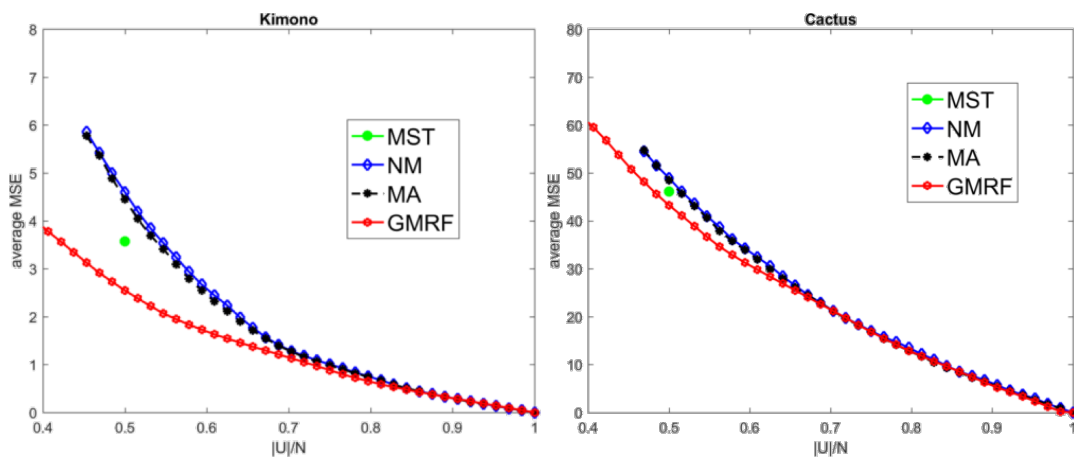 Kimono
8
7
6
5
4
3
2
1
0
average MSE
0.4 0.5 0.6 0.7 0.8 0.9 1
|U|/N
MST
NM
MA
GMRF
Cactus
80
70
60
50
40
30
20
10
0
average MSE
0.4 0.5 0.6 0.7 0.8 0.9 1
|U|/N
MST
NM
MA
GMRF